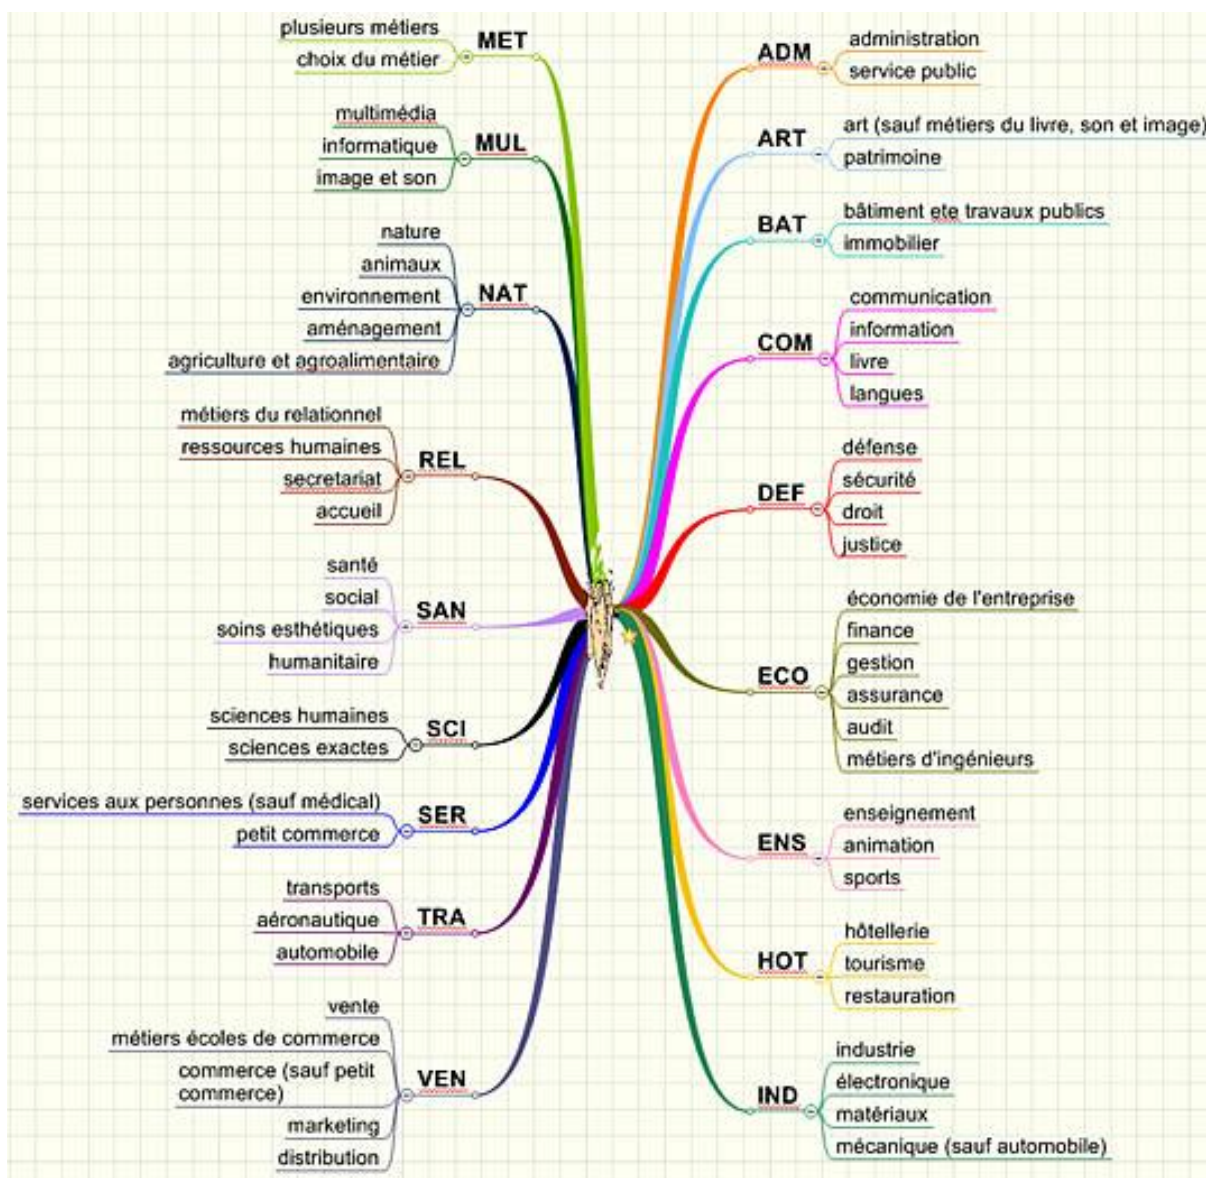 plusieurs métiers
choix du métier
MET
multimédia
informatique
image et son
MUL
nature
animaux
environnement
aménagement
agriculture et agroalimentaire
NAT
métiers du relationnel
ressources humaines
secretariat
accueil
REL
santé
social
soins esthétiques
humanitaire
SAN
sciences humaines
sciences exactes
SCI
services aux personnes (sauf médical)
petit commerce
SER
transports
aéronautique
automobile
TRA
vente
métiers écoles de commerce
commerce (sauf petit
commerce)
marketing
distribution
VEN
ADM
administration
service public
ART
art (sauf métiers du livre, son et image)
patrimoine
BAT
bâtiment ete travaux publics
immobilier
COM
communication
information
livre
langues
DEF
défense
sécurité
droit
justice
ECO
économie de l'entreprise
finance
gestion
assurance
audit
métiers d'ingénieurs
ENS
enseignement
animation
sports
HOT
hôtellerie
tourisme
restauration
IND
industrie
électronique
matériaux
mécanique (sauf automobile)